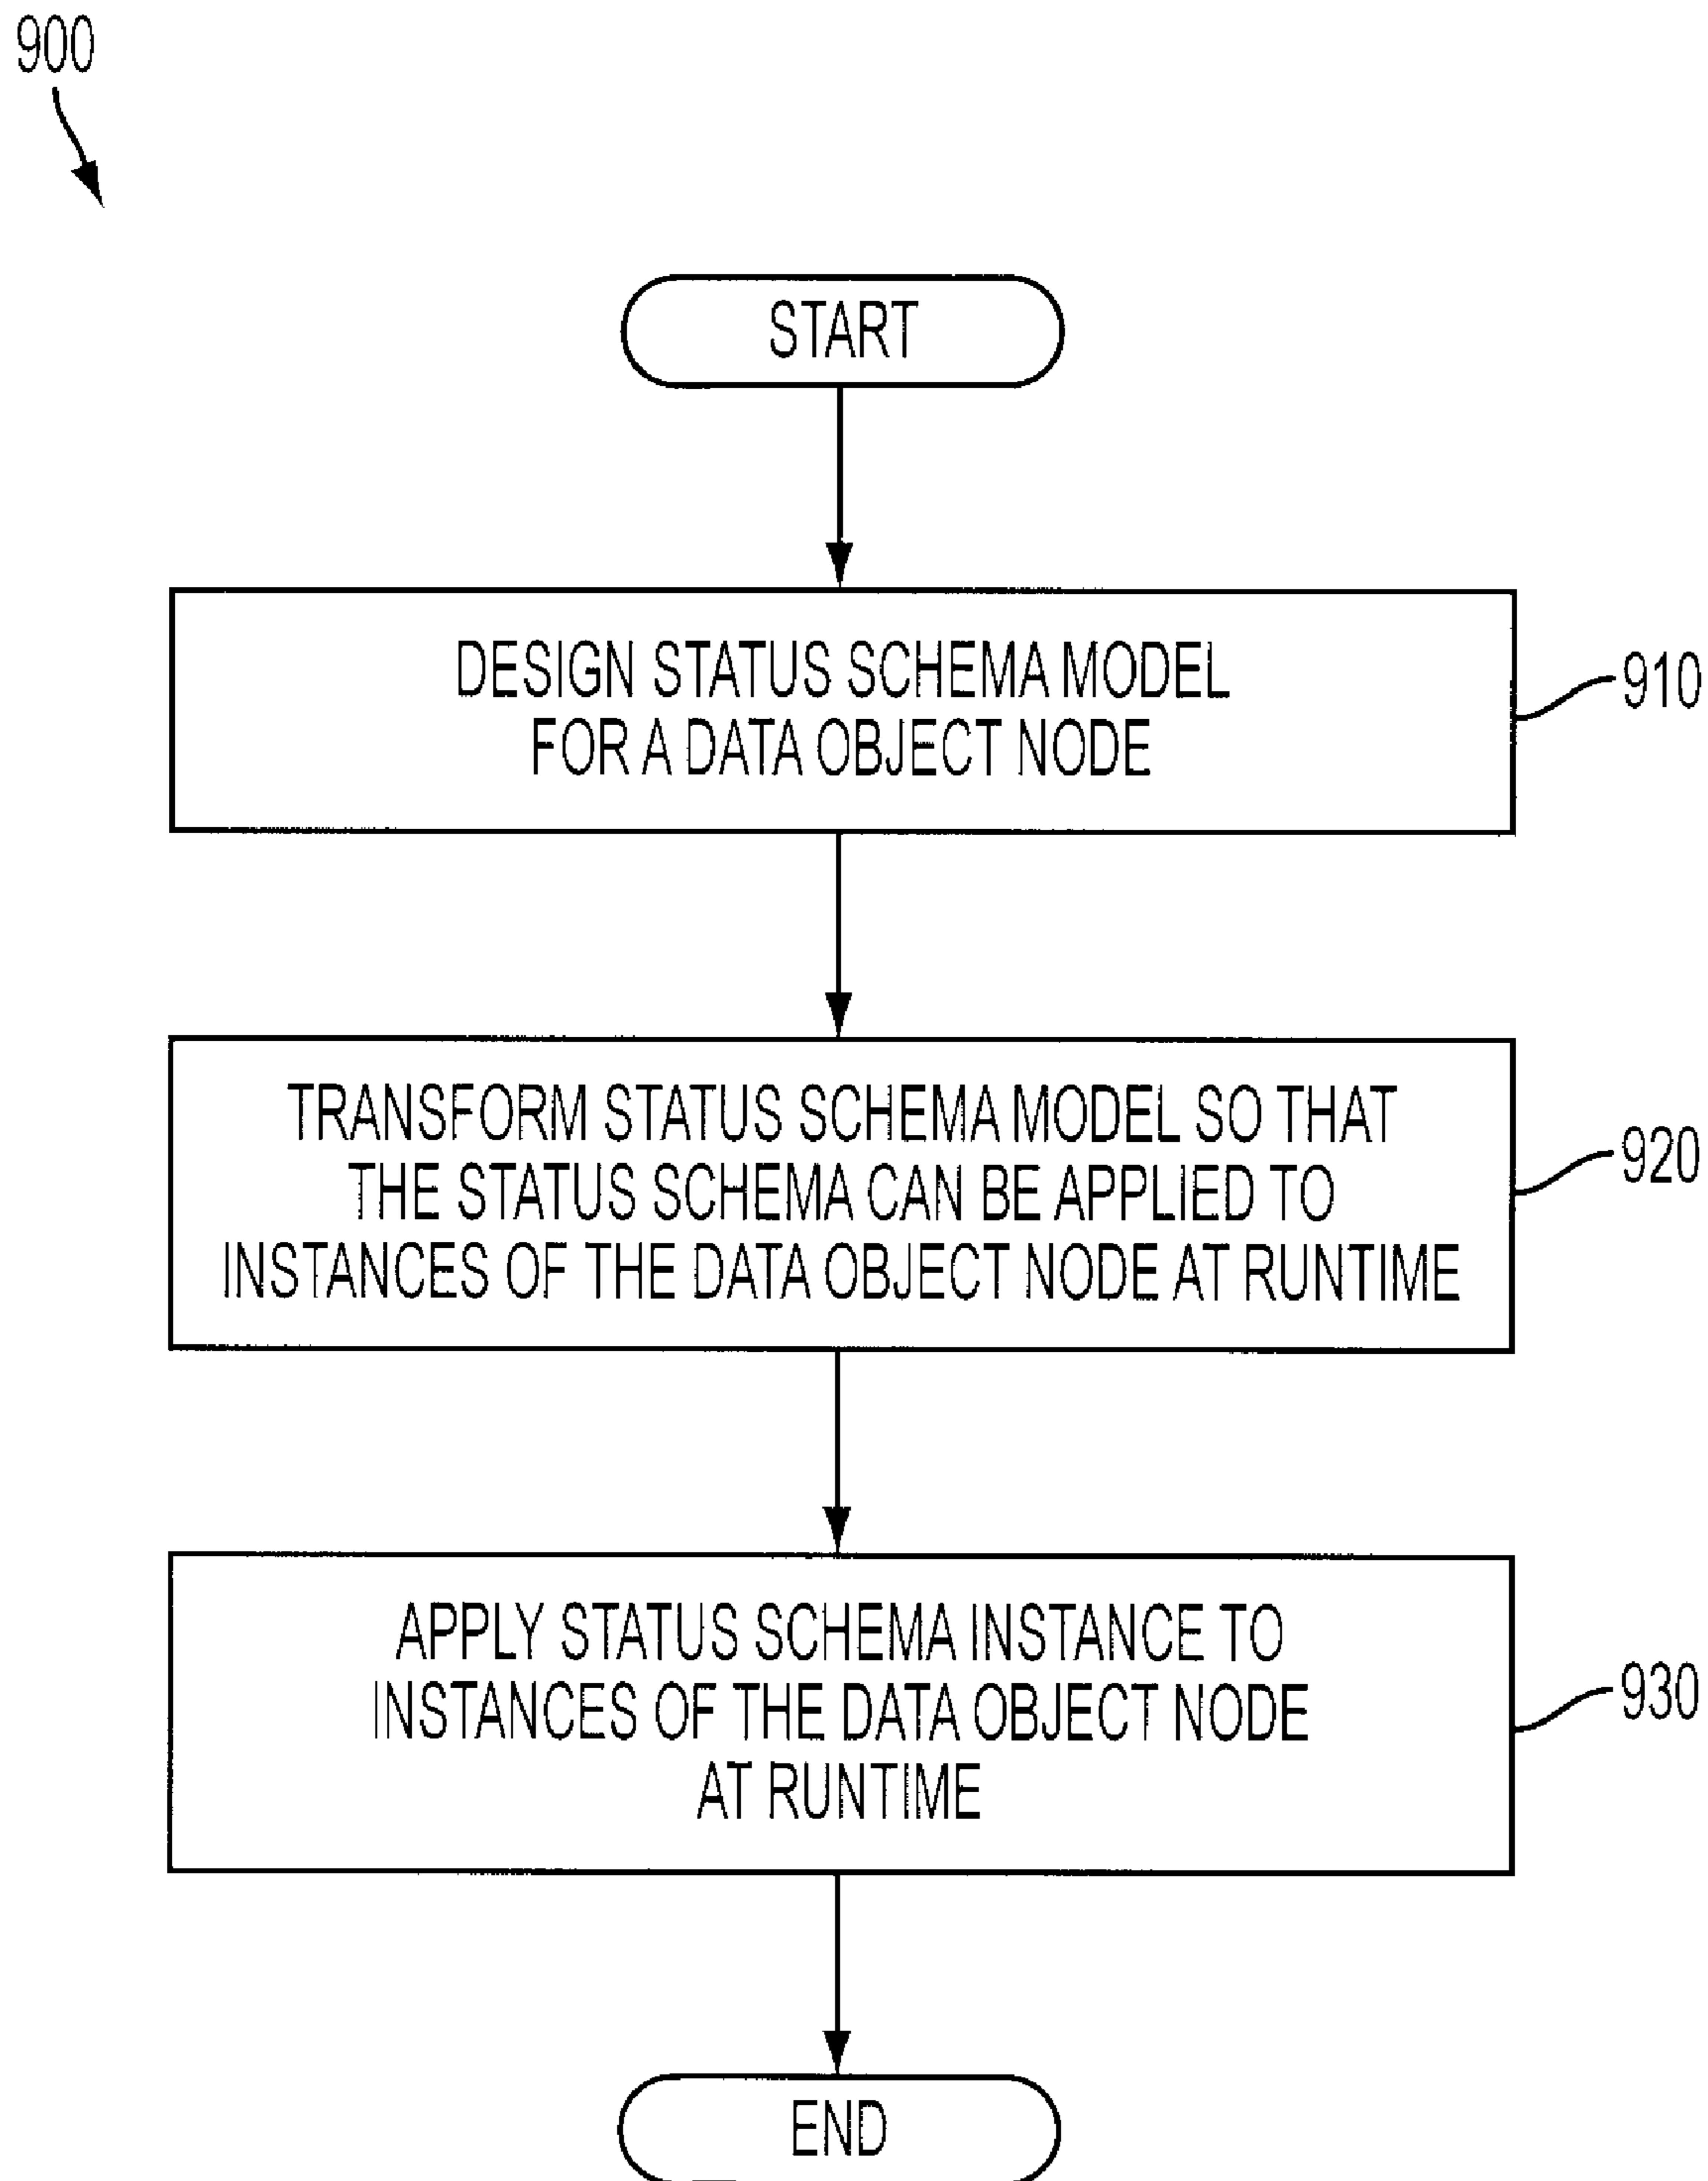 900
START
DESIGN STATUS SCHEMA MODEL
FOR A DATA OBJECT NODE
910
TRANSFORM STATUS SCHEMA MODEL SO THAT
THE STATUS SCHEMA CAN BE APPLIED TO
INSTANCES OF THE DATA OBJECT NODE AT RUNTIME
920
APPLY STATUS SCHEMA INSTANCE TO
INSTANCES OF THE DATA OBJECT NODE
AT RUNTIME
930
END